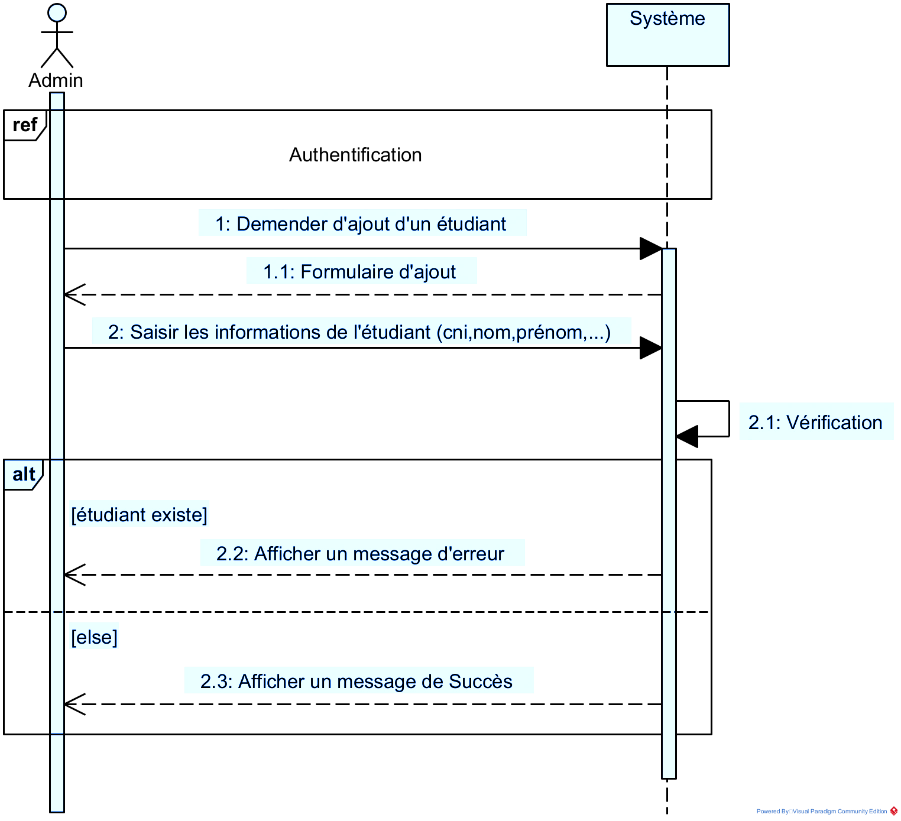 Système
Admin
ref
Authentification
1: Demender d'ajout d'un étudiant
1.1: Formulaire d'ajout
2: Saisir les informations de l'étudiant (cni,nom,prénom,...)
2.1: Vérification
alt
[étudiant existe]
2.2: Afficher un message d'erreur
[else]
2.3: Afficher un message de Succès
Powered By: Visual Paradigm Community Edition